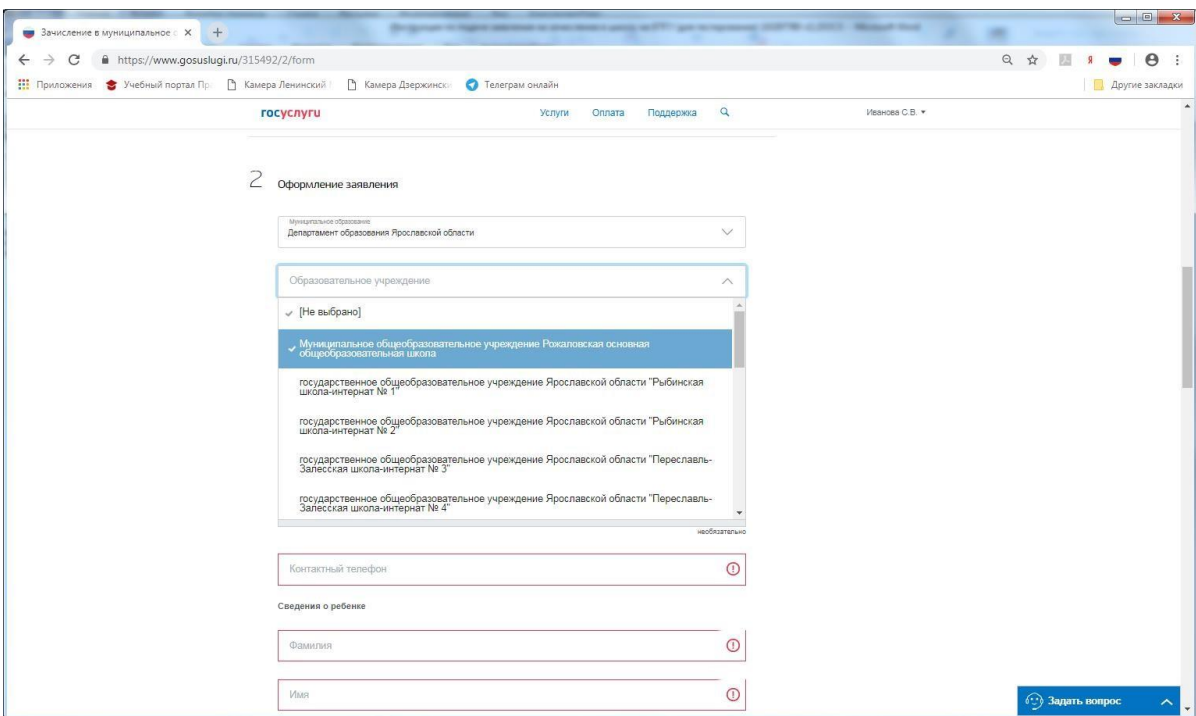 Зачисление в муниципальное с
https://www.gosuslugi.ru/315492/2/form
Приложения Учебный портал Пр Камера Ленинский Камера Дзержински Телеграм онлайн Другие закладки
госуслуги Услуги Оплата Поддержка Иванова С.В.
2 Оформление заявления
Муниципальное образование
Департамент образования Ярославской области
Образовательное учреждение
[Не выбрано]
Муниципальное общеобразовательное учреждение Рожаловская основная
общеобразовательная школа
государственное общеобразовательное учреждение Ярославской области "Рыбинская
школа-интернат № 1"
государственное общеобразовательное учреждение Ярославской области "Рыбинская
школа-интернат № 2"
государственное общеобразовательное учреждение Ярославской области "Переславль-
Залесская школа-интернат № 3"
государственное общеобразовательное учреждение Ярославской области "Переславль-
Залесская школа-интернат № 4"
необязательно
Контактный телефон
Сведения о ребенке
Фамилия
Имя
Задать вопрос